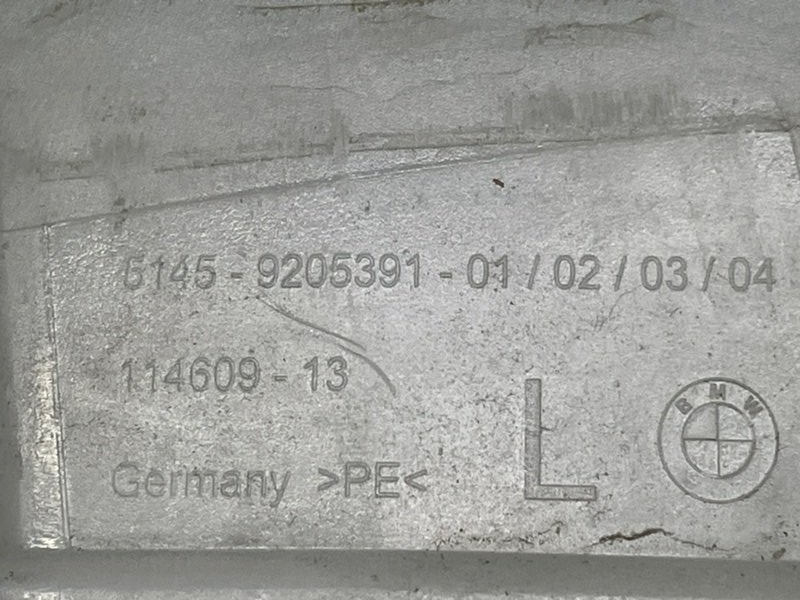 5145 - 9205391 - 01 / 02 / 03 / 04
114609 - 13
Germany >PE<
L
BMW